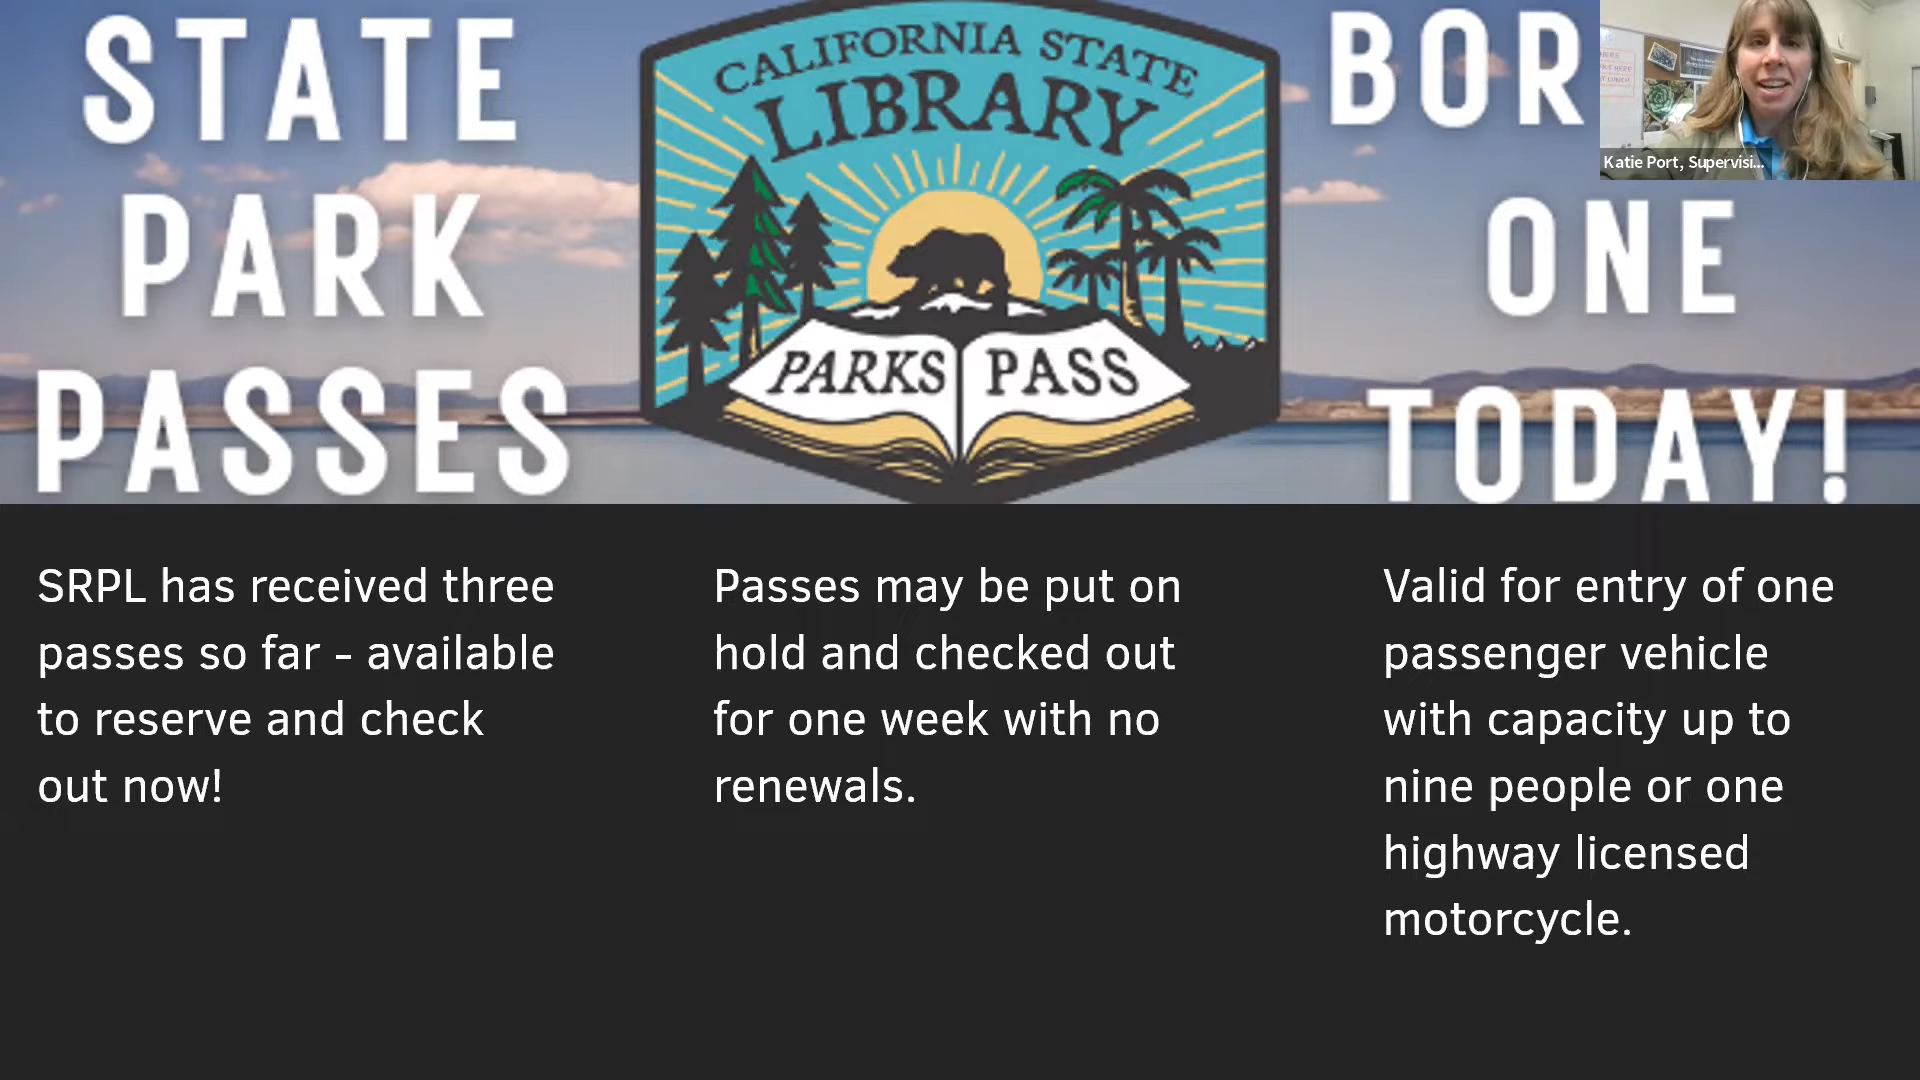 STATE
PARK
PASSES
CALIFORNIA STATE
LIBRARY
PARKS PASS
BOR
ONE
TODAY!
Katie Port, Supervisi...
SRPL has received three
passes so far - available
to reserve and check
out now!
Passes may be put on
hold and checked out
for one week with no
renewals.
Valid for entry of one
passenger vehicle
with capacity up to
nine people or one
highway licensed
motorcycle.